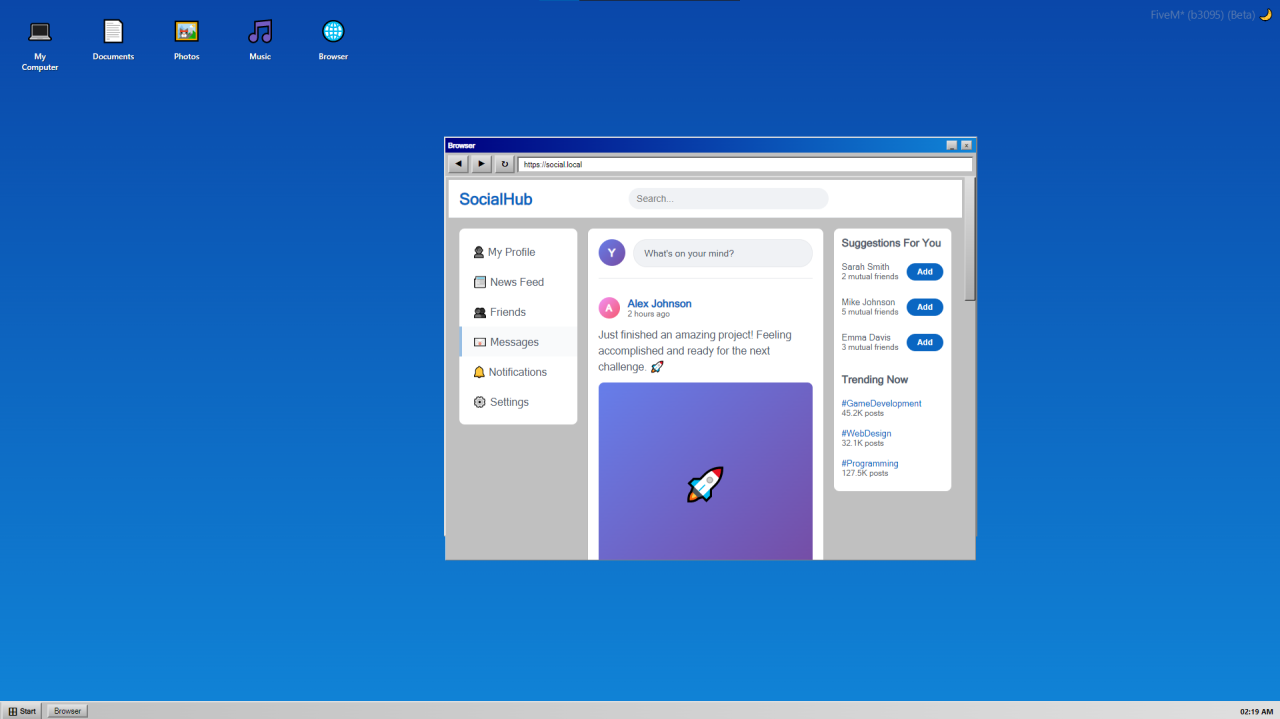 FiveM* (b3095) (Beta)
My
Computer
Documents
Photos
Music
Browser
Browser
https://social.local
SocialHub
Search...
My Profile
News Feed
Friends
Messages
Notifications
Settings
Y
What's on your mind?
A
Alex Johnson
2 hours ago
Just finished an amazing project! Feeling
accomplished and ready for the next
challenge. 🚀
Suggestions For You
Sarah Smith
2 mutual friends
Add
Mike Johnson
5 mutual friends
Add
Emma Davis
3 mutual friends
Add
Trending Now
#GameDevelopment
45.2K posts
#WebDesign
32.1K posts
#Programming
127.5K posts
Start
Browser
02:19 AM